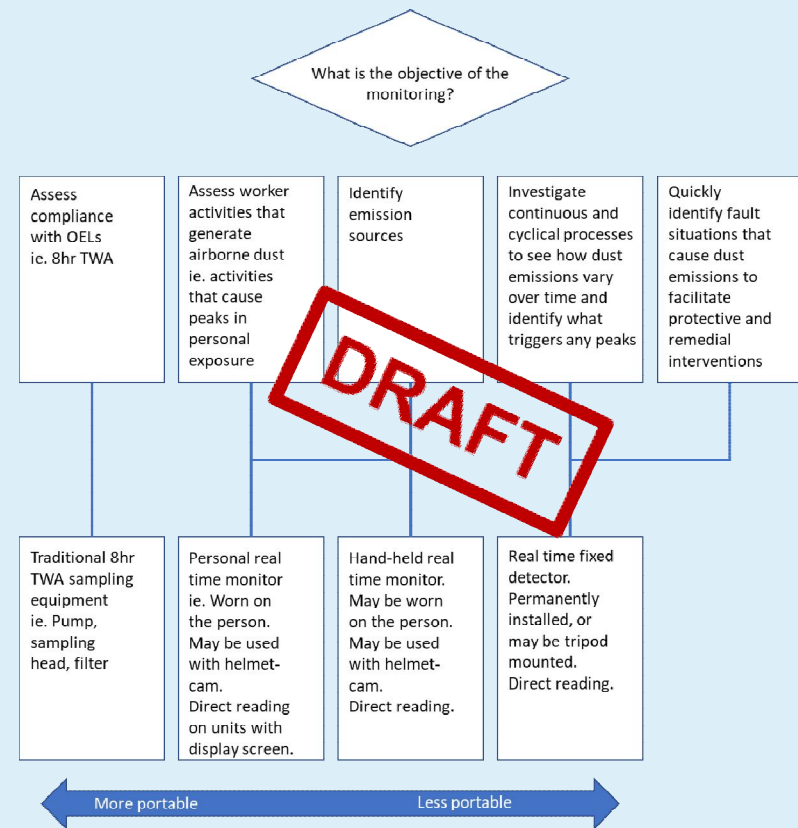 What is the objective of the
monitoring?
Assess
compliance
with OELs
ie. 8hr TWA
Assess worker
activities that
generate
airborne dust
ie. activities
that cause
peaks in
personal
exposure
Identify
emission
sources
Investigate
continuous and
cyclical processes
to see how dust
emissions vary
over time and
identify what
triggers any peaks
Quickly
identify fault
situations that
cause dust
emissions to
facilitate
protective and
remedial
interventions
DRAFT
Traditional 8hr
TWA sampling
equipment
ie. Pump,
sampling
head, filter
Personal real
time monitor
ie. Worn on
the person.
May be used
with helmet-
cam.
Direct reading
on units with
display screen.
Hand-held real
time monitor.
May be worn
on the person.
May be used
with helmet-
cam.
Direct reading.
Real time fixed
detector.
Permanently
installed, or
may be tripod
mounted.
Direct reading.
More portable
Less portable